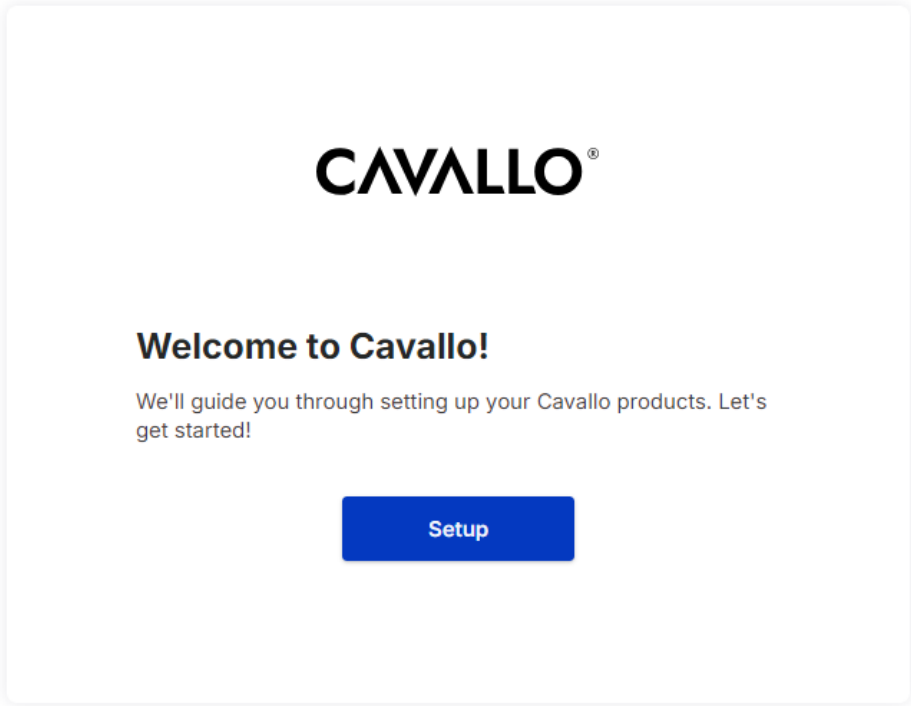 CAVALLO®
Welcome to Cavallo!
We'll guide you through setting up your Cavallo products. Let's
get started!
Setup